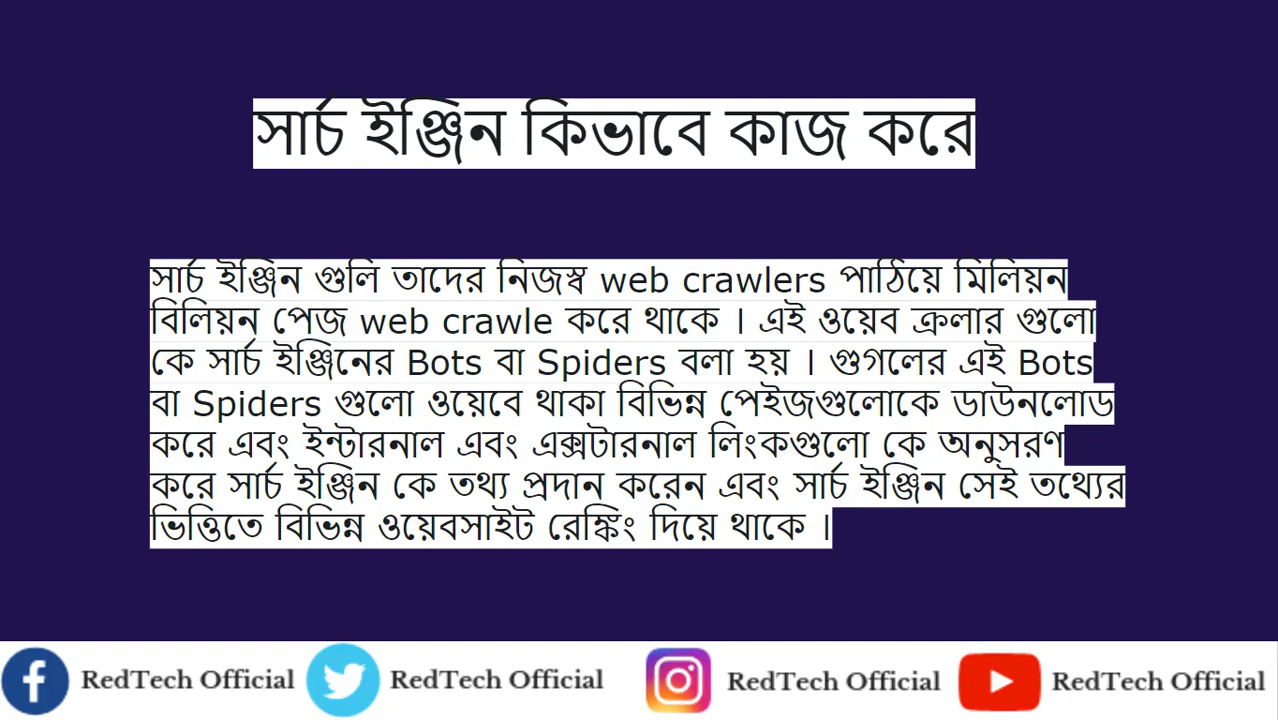 সার্চ ইঞ্জিন কিভাবে কাজ করে
সার্চ ইঞ্জিন গুলি তাদের নিজস্ব web crawlers পাঠিয়ে মিলিয়ন
বিলিয়ন পেজ web crawle করে থাকে । এই ওয়েব ক্রলার গুলো
কে সার্চ ইঞ্জিনের Bots বা Spiders বলা হয় । গুগলের এই Bots
বা Spiders গুলো ওয়েবে থাকা বিভিন্ন পেইজগুলোকে ডাউনলোড
করে এবং ইন্টারনাল এবং এক্সটারনাল লিংকগুলো কে অনুসরণ
করে সার্চ ইঞ্জিন কে তথ্য প্রদান করেন এবং সার্চ ইঞ্জিন সেই তথ্যের
ভিত্তিতে বিভিন্ন ওয়েবসাইট রেঙ্কিং দিয়ে থাকে ।
RedTech Official RedTech Official RedTech Official RedTech Official